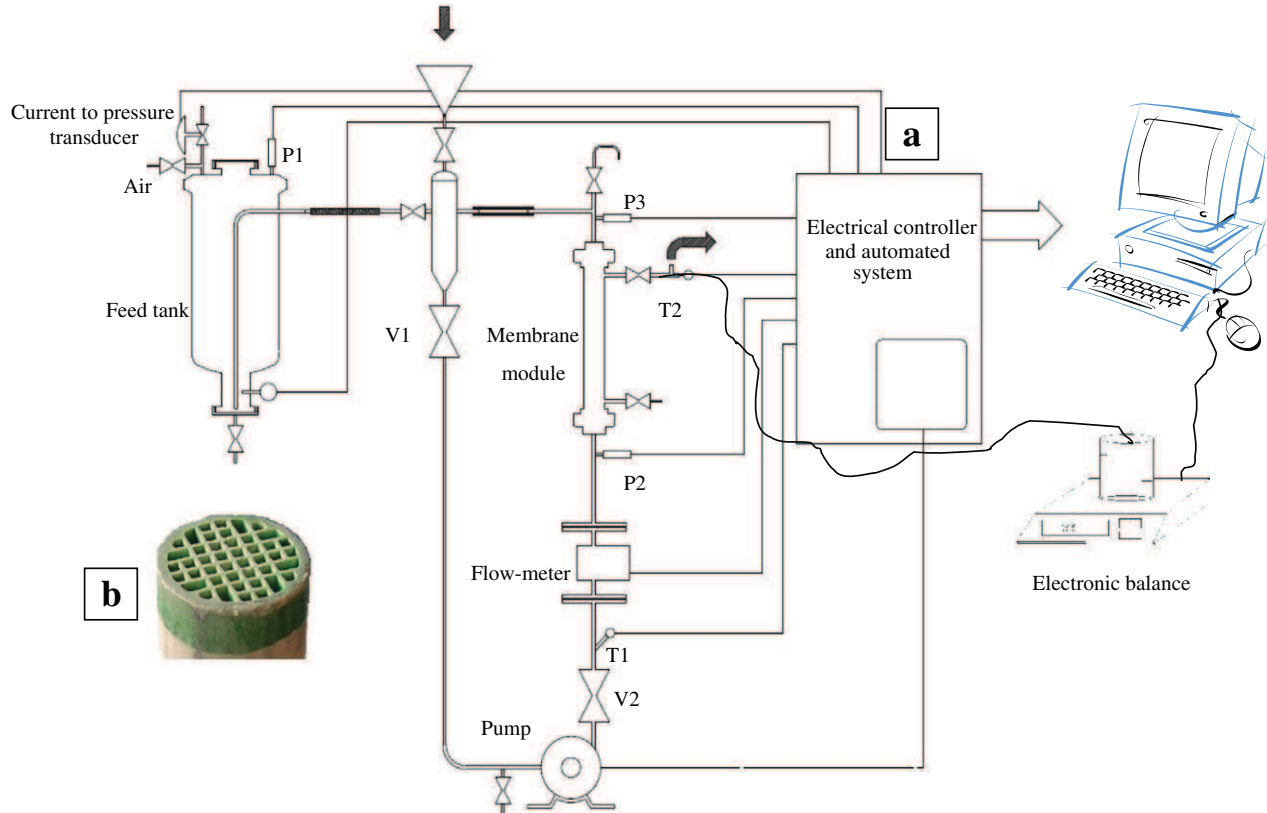 a
Current to pressure
transducer
P1
Air
P3
Electrical controller
and automated
system
Feed tank
T2
V1
Membrane
module
P2
b
Flow-meter
Electronic balance
T1
V2
Pump